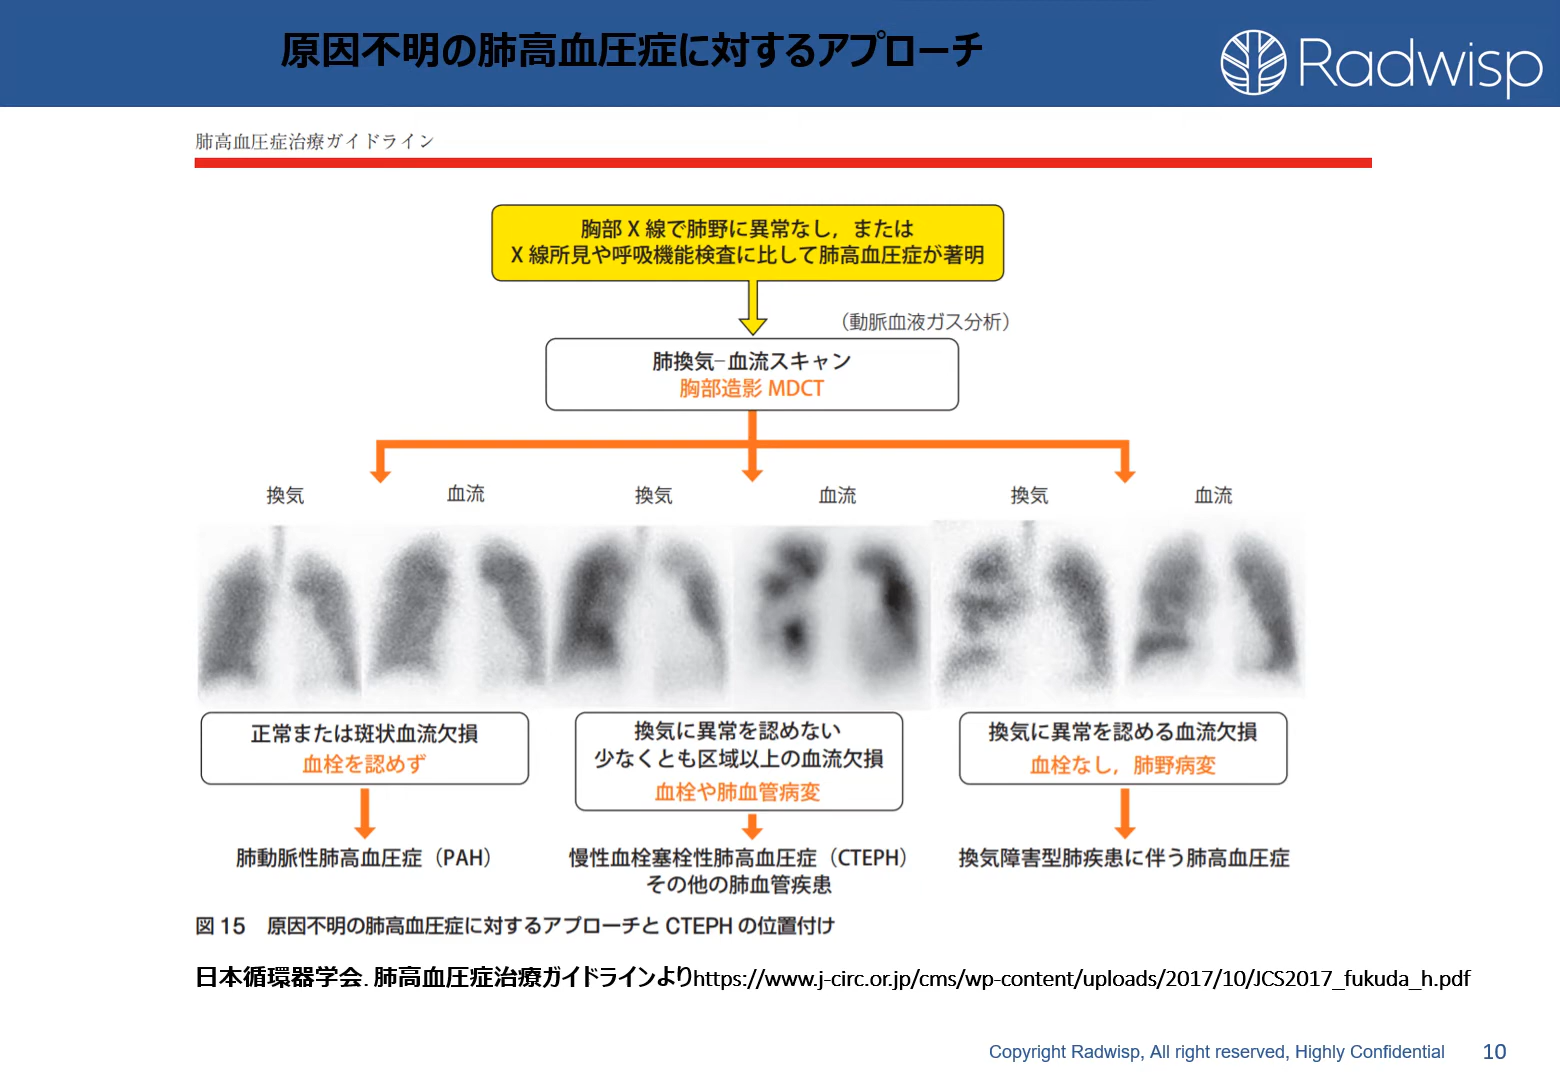 原因不明の肺高血圧症に対するアプローチ
Radwisp
肺高血圧症治療ガイドライン
胸部 X 線で肺野に異常なし，または
X 線所見や呼吸機能検査に比して肺高血圧症が著明
（動脈血液ガス分析）
肺換気−血流スキャン
胸部造影 MDCT
換気 血流 換気 血流 換気 血流
正常または斑状血流欠損
血栓を認めず
換気に異常を認めない
少なくとも区域以上の血流欠損
血栓や肺血管病変
換気に異常を認める血流欠損
血栓なし，肺野病変
肺動脈性肺高血圧症（PAH）
慢性血栓塞栓性肺高血圧症（CTEPH）
その他の肺血管疾患
換気障害型肺疾患に伴う肺高血圧症
図 15 原因不明の肺高血圧症に対するアプローチと CTEPH の位置付け
日本循環器学会. 肺高血圧症治療ガイドラインよりhttps://www.j-circ.or.jp/cms/wp-content/uploads/2017/10/JCS2017_fukuda_h.pdf
Copyright Radwisp, All right reserved, Highly Confidential 10